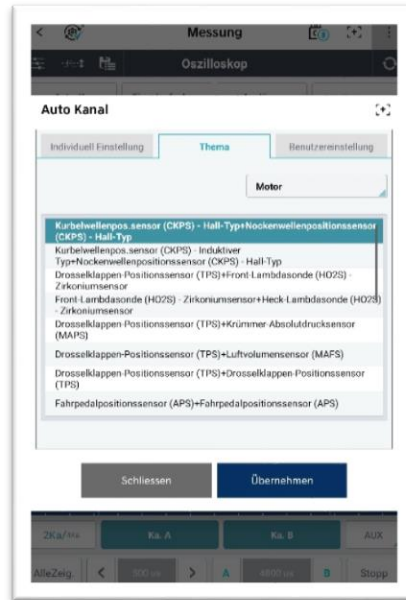 Messung
Oszilloskop
Auto Kanal
Individuell Einstellung
Thema
Benutzereinstellung
Motor
Kurbelwellenpos.sensor (CKPS) - Hall-Typ+Nockenwellenpositionssensor
(CKPS) - Hall-Typ
Kurbelwellenpos.sensor (CKPS) - Induktiver
Typ+Nockenwellenpositionssensor (CKPS) - Hall-Typ
Drosselklappen-Positionssensor (TPS)+Front-Lambdasonde (HO2S) -
Zirkoniumsensor
Front-Lambdasonde (HO2S) - Zirkoniumsensor+Heck-Lambdasonde (HO2S)
- Zirkoniumsensor
Drosselklappen-Positionssensor (TPS)+Krümmer-Absolutdrucksensor
(MAPS)
Drosselklappen-Positionssensor (TPS)+Luftvolumensensor (MAFS)
Drosselklappen-Positionssensor (TPS)+Drosselklappen-Positionssensor
(TPS)
Fahrpedalpositionssensor (APS)+Fahrpedalpositionssensor (APS)
Schliessen
Übernehmen
Ka. A
Ka. B
AUX
AlleZeig.
A
B
Stopp